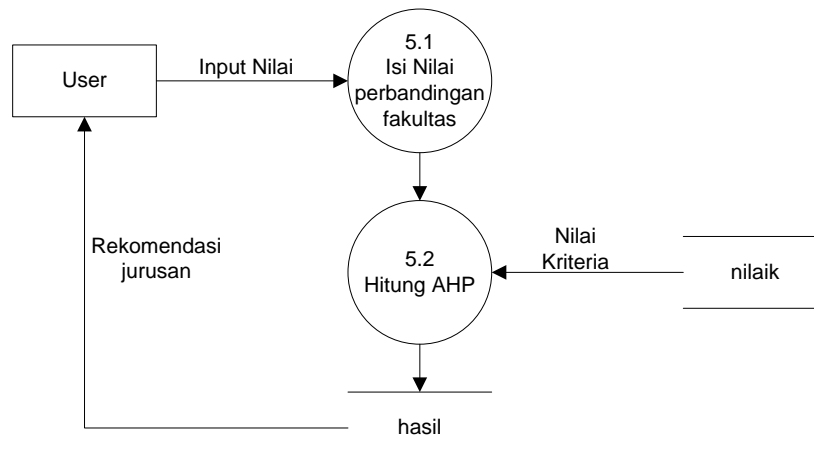 User
Input Nilai
5.1
Isi Nilai
perbandingan
fakultas
Rekomendasi
jurusan
5.2
Hitung AHP
Nilai
Kriteria
nilaik
hasil